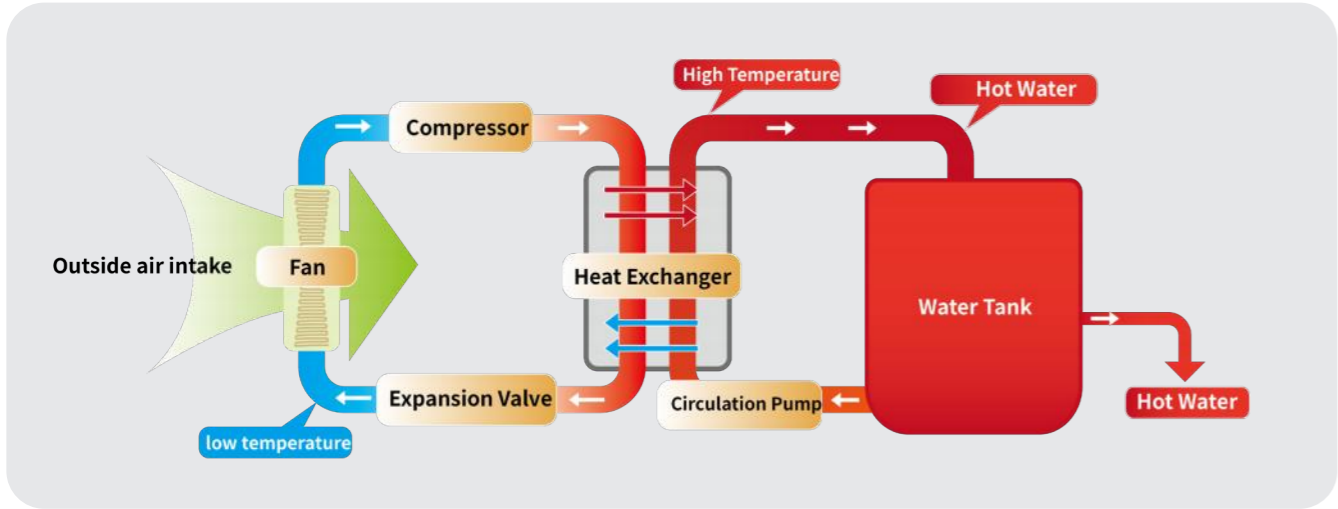 High Temperature
Hot Water
Compressor
Outside air intake
Fan
Heat Exchanger
Water Tank
Expansion Valve
Circulation Pump
Hot Water
low temperature